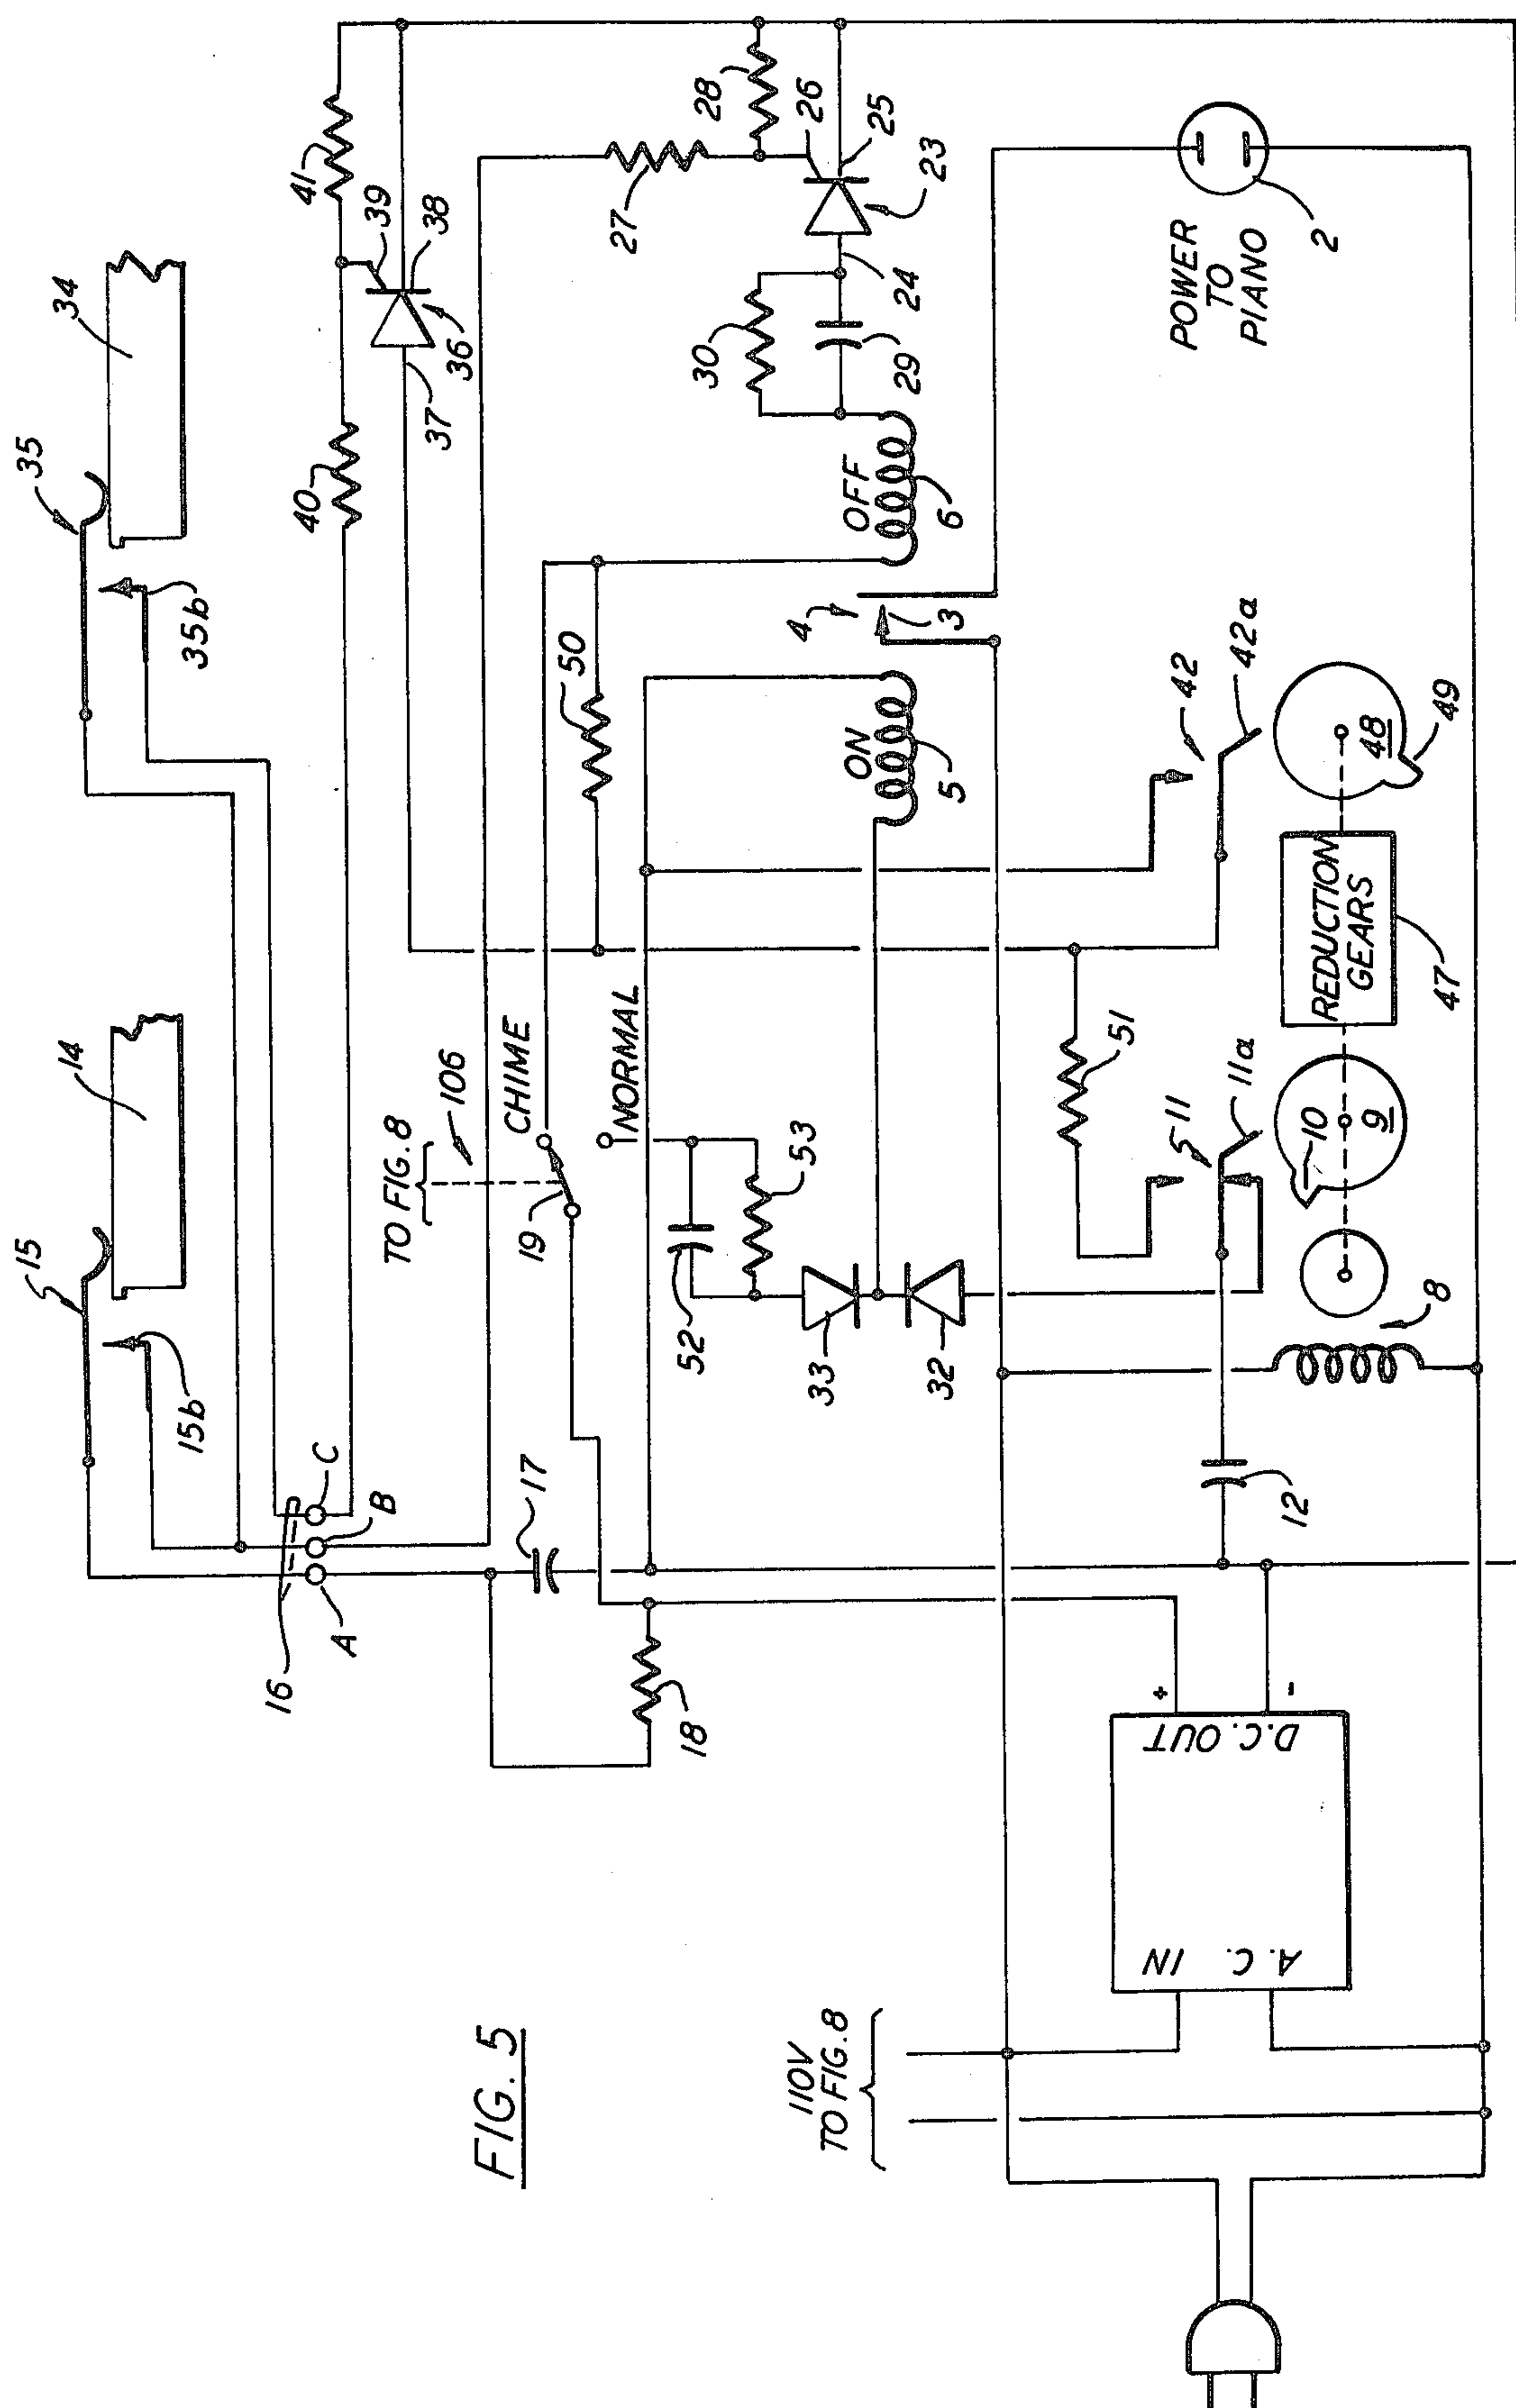 FIG. 5
110V
TO FIG. 8
A.C. IN
D.C. OUT
+
-
16
A
B
C
15
15b
14
35
35b
34
17
18
TO FIG. 8
106
19
CHIME
NORMAL
40
41
39
38
37
36
50
52
53
33
32
ON
5
4
3
OFF
6
30
29
24
27
28
26
25
23
12
8
11
11a
10
9
51
REDUCTION
GEARS
47
42
42a
48
49
POWER
TO
PIANO
2